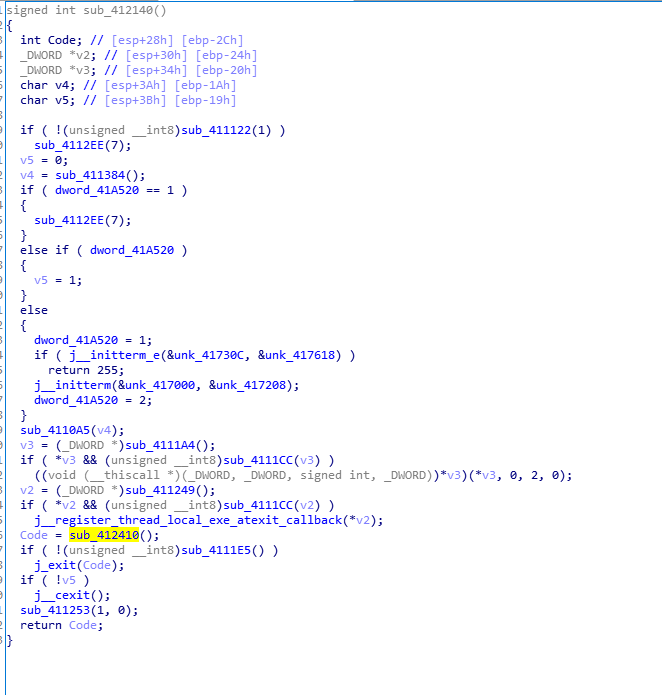 signed int sub_412140()
{
  int Code; // [esp+28h] [ebp-2Ch]
  _DWORD *v2; // [esp+30h] [ebp-24h]
  _DWORD *v3; // [esp+34h] [ebp-20h]
  char v4; // [esp+3Ah] [ebp-1Ah]
  char v5; // [esp+3Bh] [ebp-19h]

  if ( !(unsigned __int8)sub_411122(1) )
    sub_4112EE(7);
  v5 = 0;
  v4 = sub_411384();
  if ( dword_41A520 == 1 )
  {
    sub_4112EE(7);
  }
  else if ( dword_41A520 )
  {
    v5 = 1;
  }
  else
  {
    dword_41A520 = 1;
    if ( j__initterm_e(&unk_41730C, &unk_417618) )
      return 255;
    j__initterm(&unk_417000, &unk_417208);
    dword_41A520 = 2;
  }
  sub_4110A5(v4);
  v3 = (_DWORD *)sub_4111A4();
  if ( *v3 && (unsigned __int8)sub_4111CC(v3) )
    ((void (__thiscall *)(_DWORD, _DWORD, signed int, _DWORD))*v3)(*v3, 0, 2, 0);
  v2 = (_DWORD *)sub_411249();
  if ( *v2 && (unsigned __int8)sub_4111CC(v2) )
    j__register_thread_local_exe_atexit_callback(*v2);
  Code = sub_412410();
  if ( !(unsigned __int8)sub_4111E5() )
    j_exit(Code);
  if ( !v5 )
    j__cexit();
  sub_411253(1, 0);
  return Code;
}